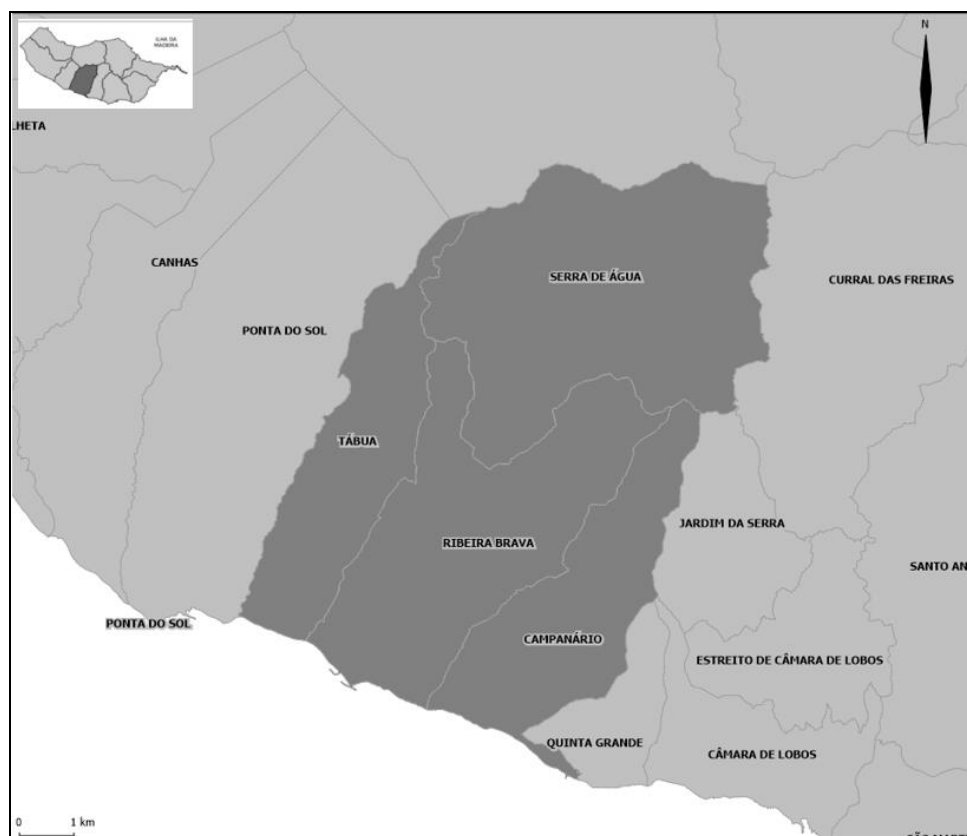 ILHA DA
MADEIRA
N
LHETA
CANHAS
SERRA DE ÁGUA
CURRAL DAS FREIRAS
PONTA DO SOL
TÁBUA
JARDIM DA SERRA
RIBEIRA BRAVA
SANTO AN
PONTA DO SOL
CAMPANÁRIO
ESTREITO DE CÂMARA DE LOBOS
QUINTA GRANDE
CÂMARA DE LOBOS
0 1 km